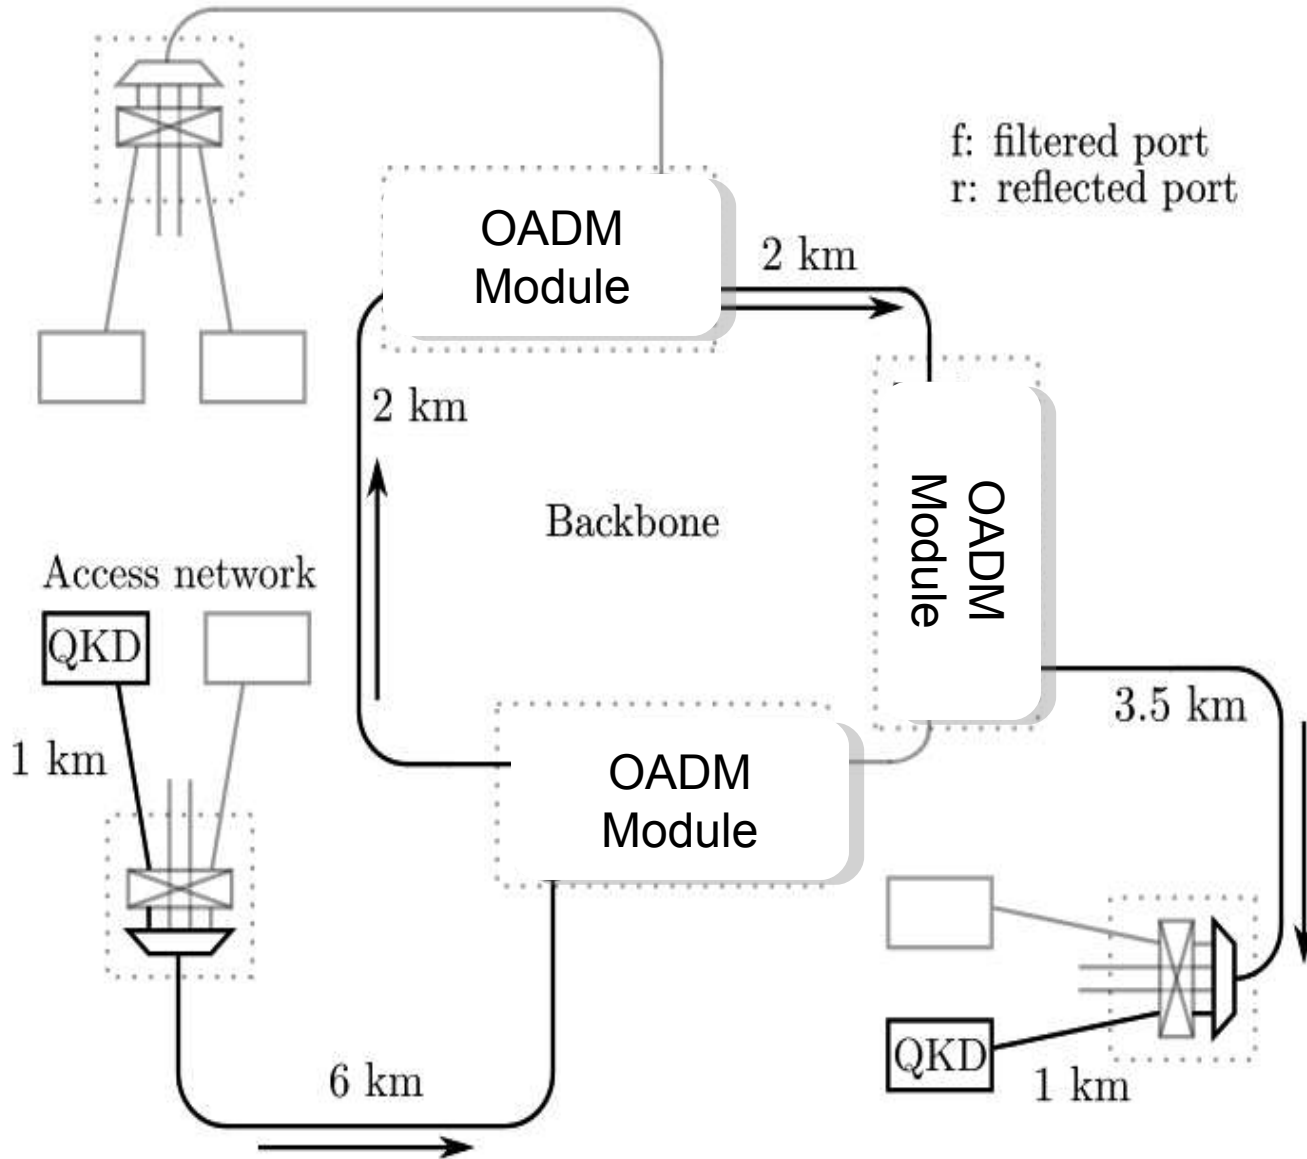 f: filtered port
r: reflected port
OADM
Module
2 km
2 km
OADM
Module
Backbone
Access network
QKD
3.5 km
1 km
OADM
Module
QKD
6 km
1 km